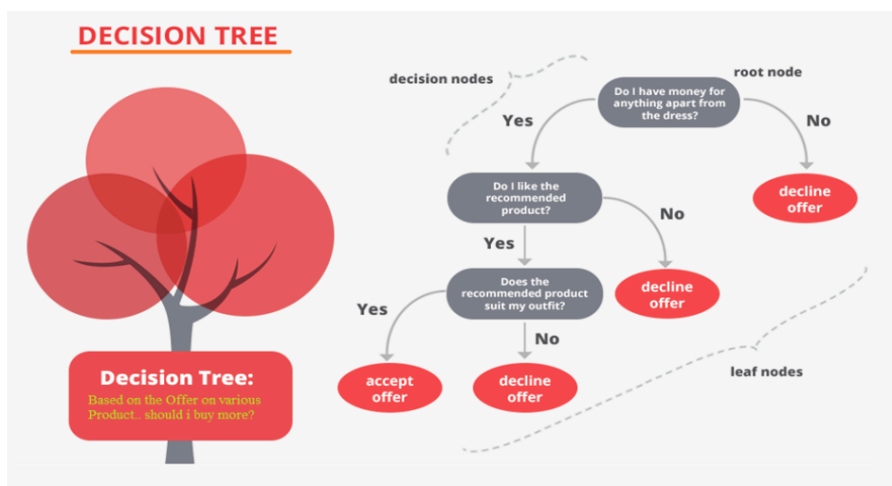 DECISION TREE
decision nodes
root node
Do I have money for
anything apart from
the dress?
Yes
No
Do I like the
recommended
product?
decline
offer
No
Yes
Does the
recommended product
suit my outfit?
decline
offer
Yes
No
leaf nodes
accept
offer
decline
offer
Decision Tree:
Based on the Offer on various
Product.. should i buy more?